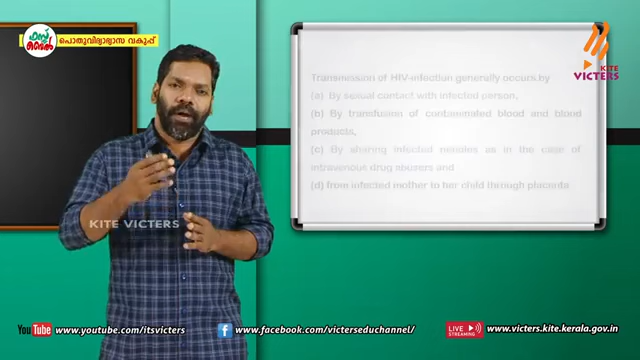 ഫസ്റ്റ് ബെൽ
പൊതുവിദ്യാഭ്യാസ വകുപ്പ്
KITE
VICTERS
Transmission of HIV-infection generally occurs by
(a) By sexual contact with infected person,
(b) By transfusion of contaminated blood and blood
products,
(c) By sharing infected needles as in the case of
intravenous drug abusers and
(d) from infected mother to her child through placenta
KITE VICTERS
YouTube www.youtube.com/itsvicters
f www.facebook.com/victerseduchannel/
LIVE STREAMING www.victers.kite.kerala.gov.in